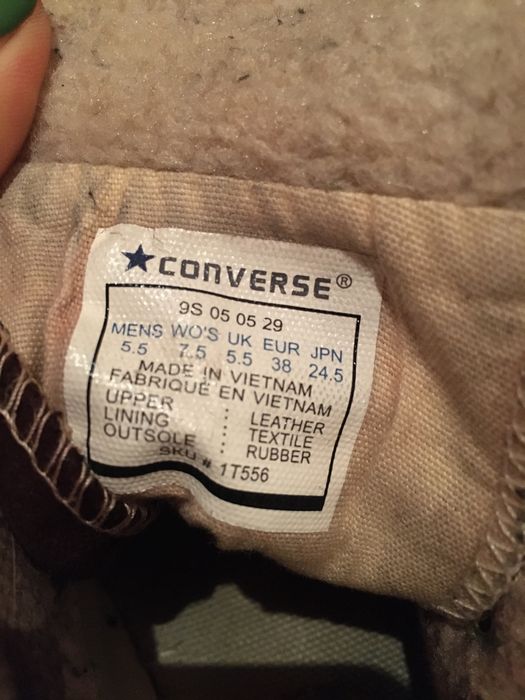 CONVERSE®
9S 05 05 29
MENS WO'S UK EUR JPN
5.5 7.5 5.5 38 24.5
MADE IN VIETNAM
FABRIQUE EN VIETNAM
UPPER : LEATHER
LINING : TEXTILE
OUTSOLE : RUBBER
SKU # 1T556